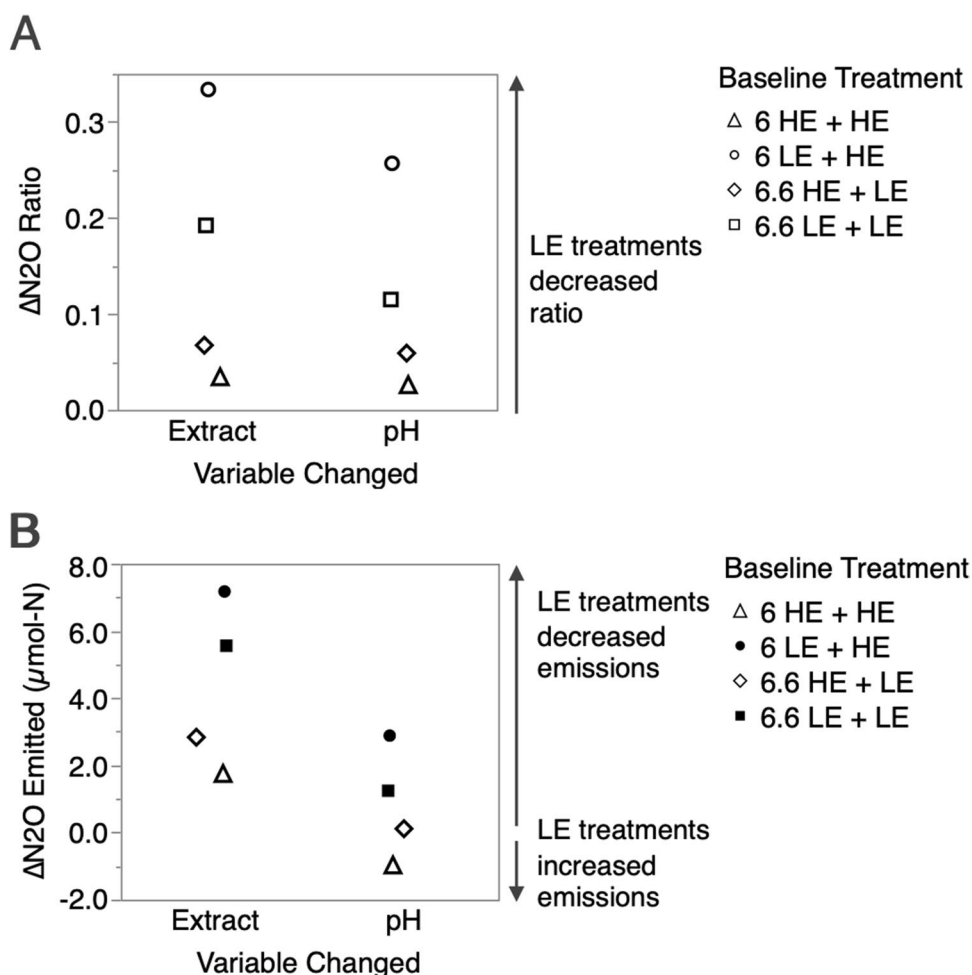 A
ΔN2O Ratio
0.3
0.2
0.1
0.0
Extract
pH
Variable Changed
LE treatments
decreased
ratio
Baseline Treatment
6 HE + HE
6 LE + HE
6.6 HE + LE
6.6 LE + LE
B
ΔN2O Emitted (μmol-N)
8.0
6.0
4.0
2.0
0.0
-2.0
Extract
pH
Variable Changed
LE treatments
decreased
emissions
LE treatments
increased
emissions
Baseline Treatment
6 HE + HE
6 LE + HE
6.6 HE + LE
6.6 LE + LE